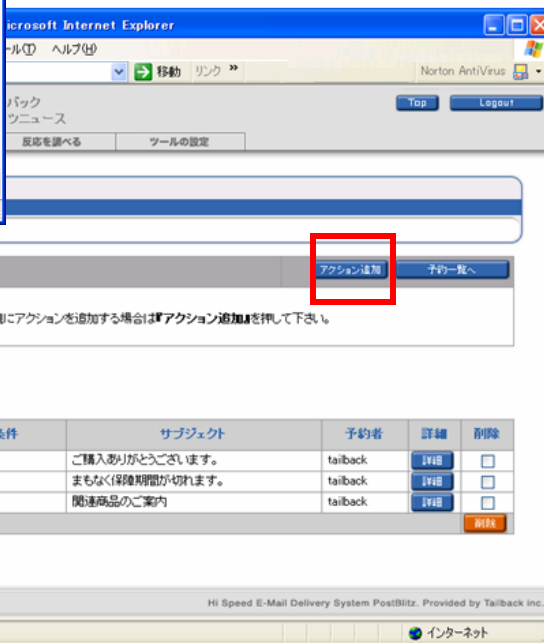 icrosoft Internet Explorer
ール(T) ヘルプ(H)
移動 リンク »
Norton AntiVirus
バック
ツニュース
Top
Logout
反応を調べる
ツールの設定
アクション追加
予約一覧へ
にアクションを追加する場合は『アクション追加』を押して下さい。
条件 サブジェクト 予約者 詳細 削除
ご購入ありがとうございます。 tailback 詳細
まもなく保障期間が切れます。 tailback 詳細
関連商品のご案内 tailback 詳細
削除
Hi Speed E-Mail Delivery System PostBlitz. Provided by Tailback inc.
インターネット